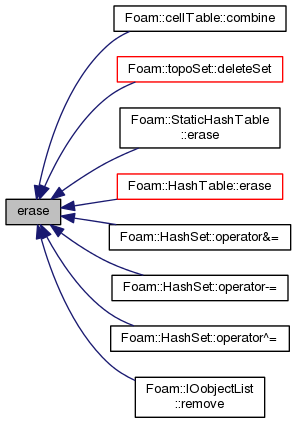 Foam::cellTable::combine
Foam::topoSet::deleteSet
Foam::StaticHashTable
::erase
Foam::HashTable::erase
erase
Foam::HashSet::operator&=
Foam::HashSet::operator-=
Foam::HashSet::operator^=
Foam::IOobjectList
::remove